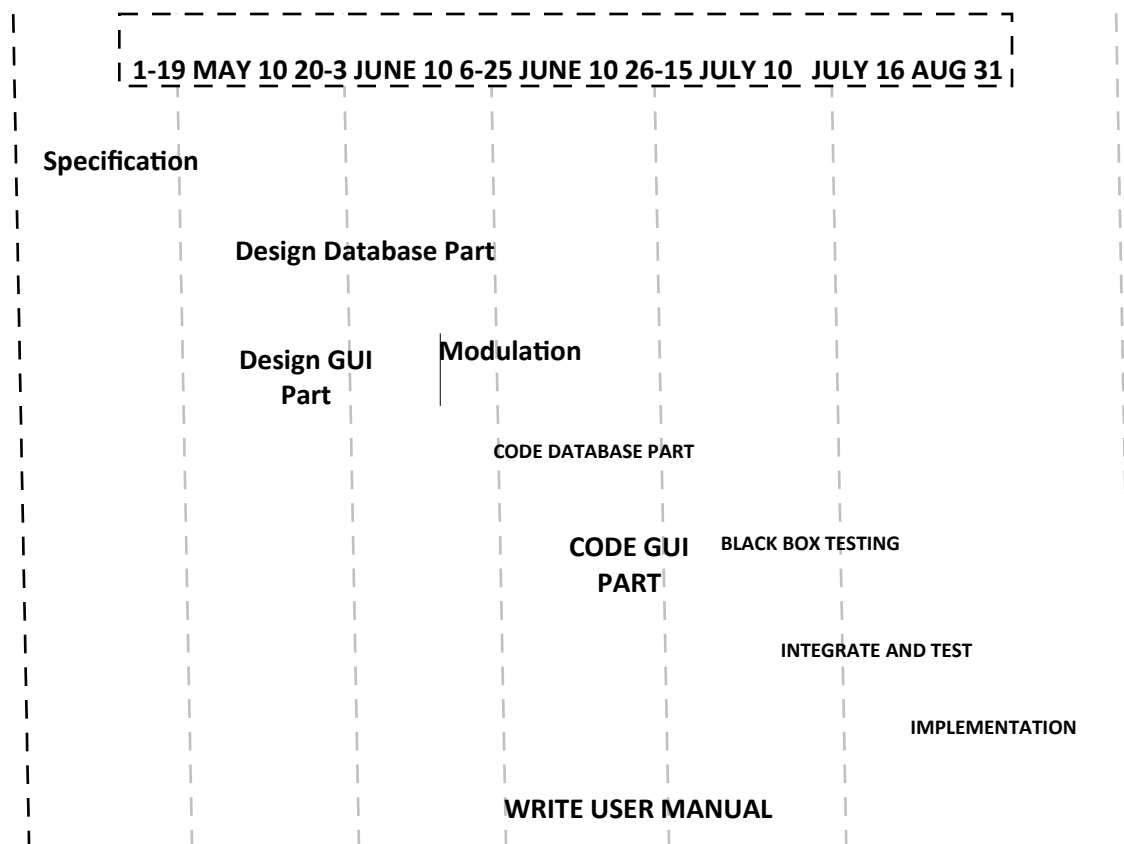 1-19 MAY 10 20-3 JUNE 10 6-25 JUNE 10 26-15 JULY 10 JULY 16 AUG 31
Specification
Design Database Part
Design GUI
Part
Modulation
CODE DATABASE PART
CODE GUI
PART
BLACK BOX TESTING
INTEGRATE AND TEST
IMPLEMENTATION
WRITE USER MANUAL